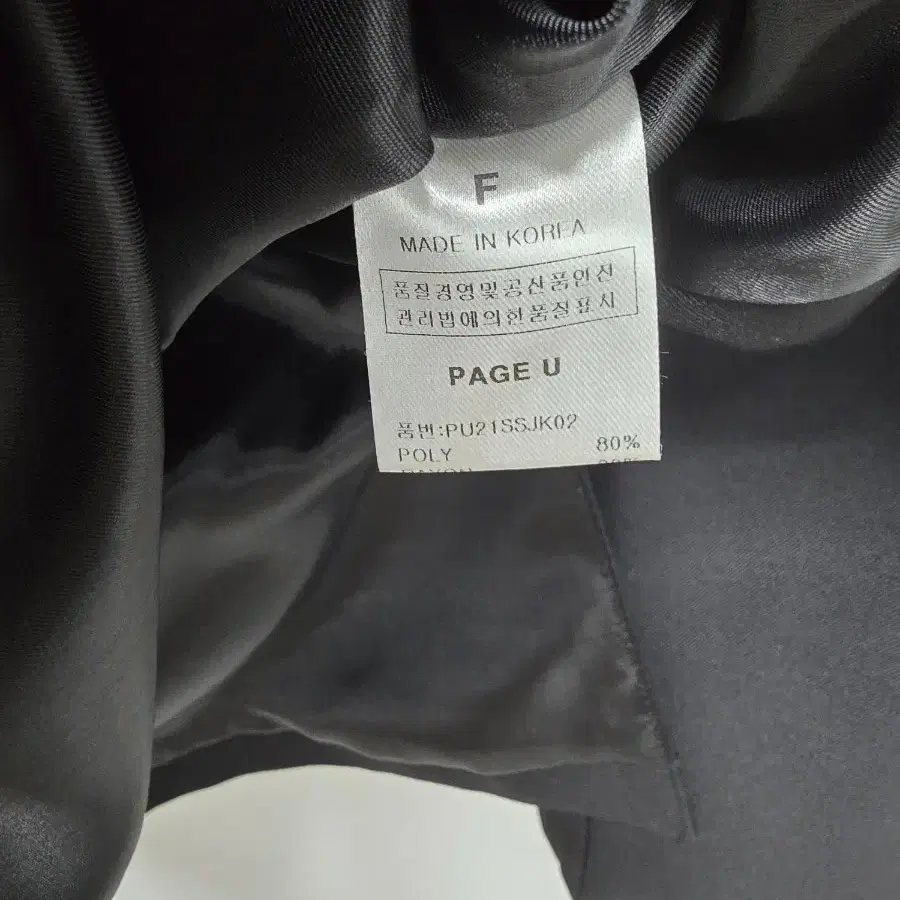 F
MADE IN KOREA
품질경영및공산품안전
관리법에의한품질표시
PAGE U
품번:PU21SSJK02
POLY 80%
RAYON